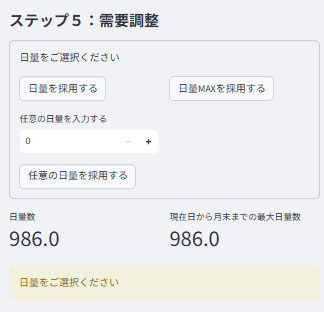 ステップ５：需要調整
日量をご選択ください
日量を採用する
日量MAXを採用する
任意の日量を入力する
0
任意の日量を採用する
日量数
現在日から月末までの最大日量数
986.0
986.0
日量をご選択ください